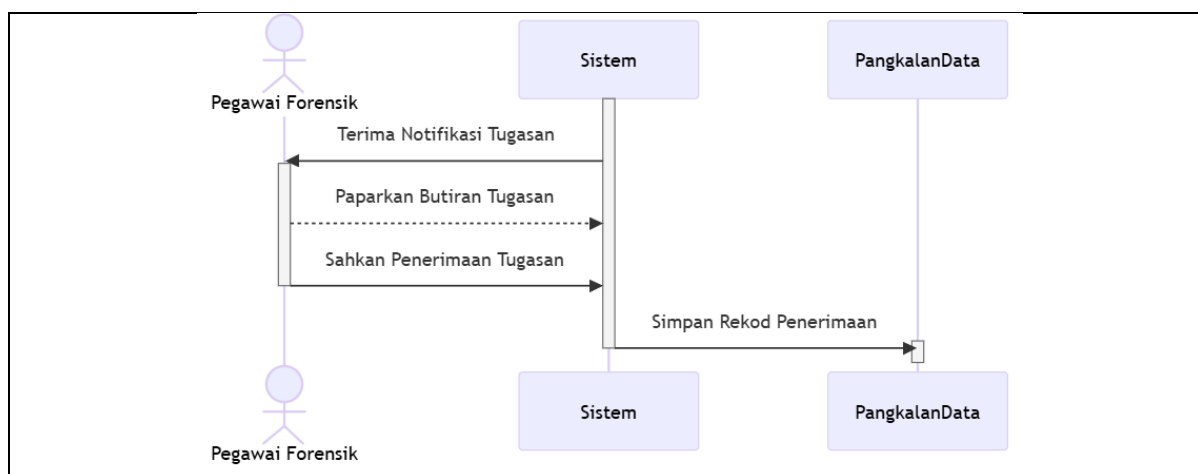 Pegawai Forensik
Sistem
PangkalanData
Terima Notifikasi Tugasan
Paparkan Butiran Tugasan
Sahkan Penerimaan Tugasan
Simpan Rekod Penerimaan
Pegawai Forensik
Sistem
PangkalanData